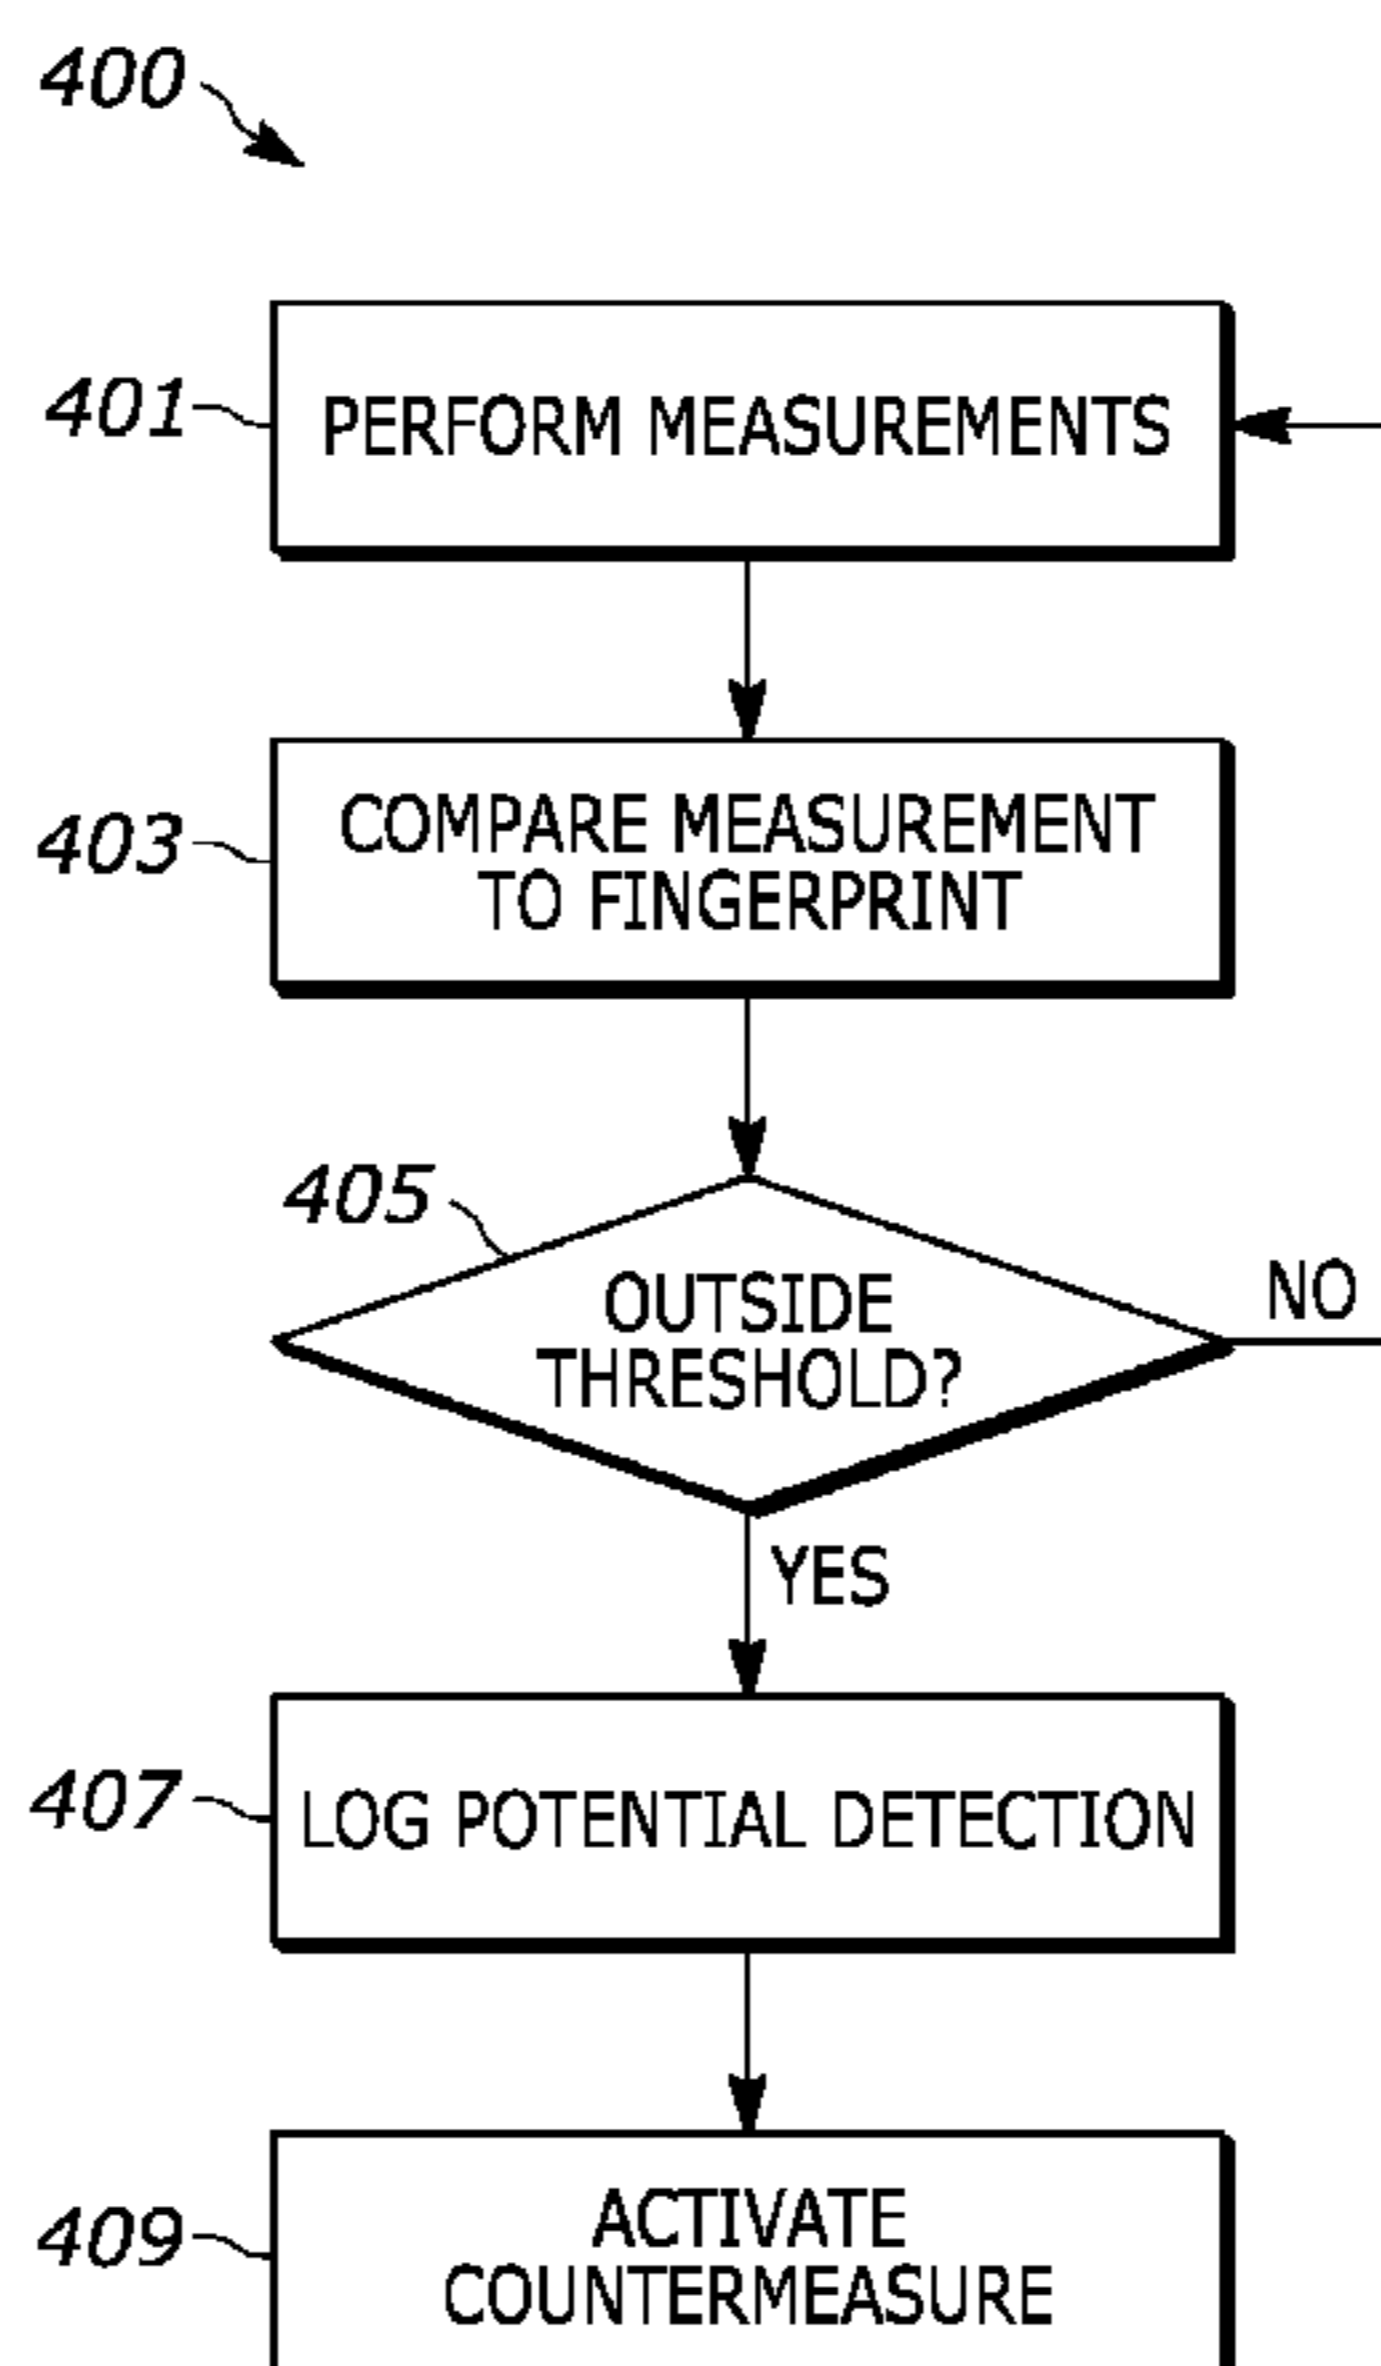 400
401
PERFORM MEASUREMENTS
403
COMPARE MEASUREMENT
TO FINGERPRINT
405
OUTSIDE
THRESHOLD?
NO
YES
407
LOG POTENTIAL DETECTION
409
ACTIVATE
COUNTERMEASURE